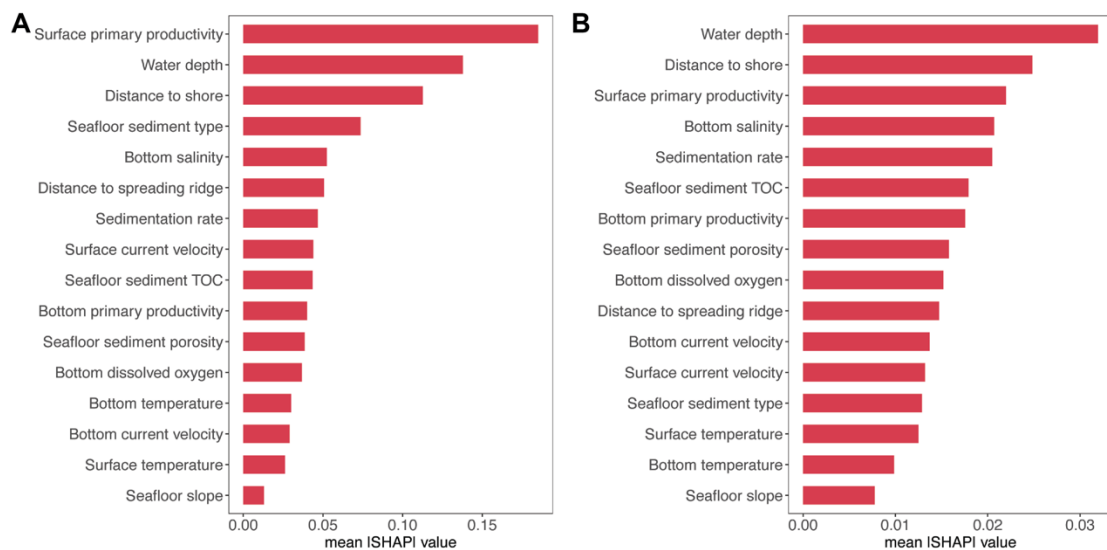 A
Surface primary productivity
Water depth
Distance to shore
Seafloor sediment type
Bottom salinity
Distance to spreading ridge
Sedimentation rate
Surface current velocity
Seafloor sediment TOC
Bottom primary productivity
Seafloor sediment porosity
Bottom dissolved oxygen
Bottom temperature
Bottom current velocity
Surface temperature
Seafloor slope
0.00 0.05 0.10 0.15
mean |SHAP| value
B
Water depth
Distance to shore
Surface primary productivity
Bottom salinity
Sedimentation rate
Seafloor sediment TOC
Bottom primary productivity
Seafloor sediment porosity
Bottom dissolved oxygen
Distance to spreading ridge
Bottom current velocity
Surface current velocity
Seafloor sediment type
Surface temperature
Bottom temperature
Seafloor slope
0.00 0.01 0.02 0.03
mean |SHAP| value